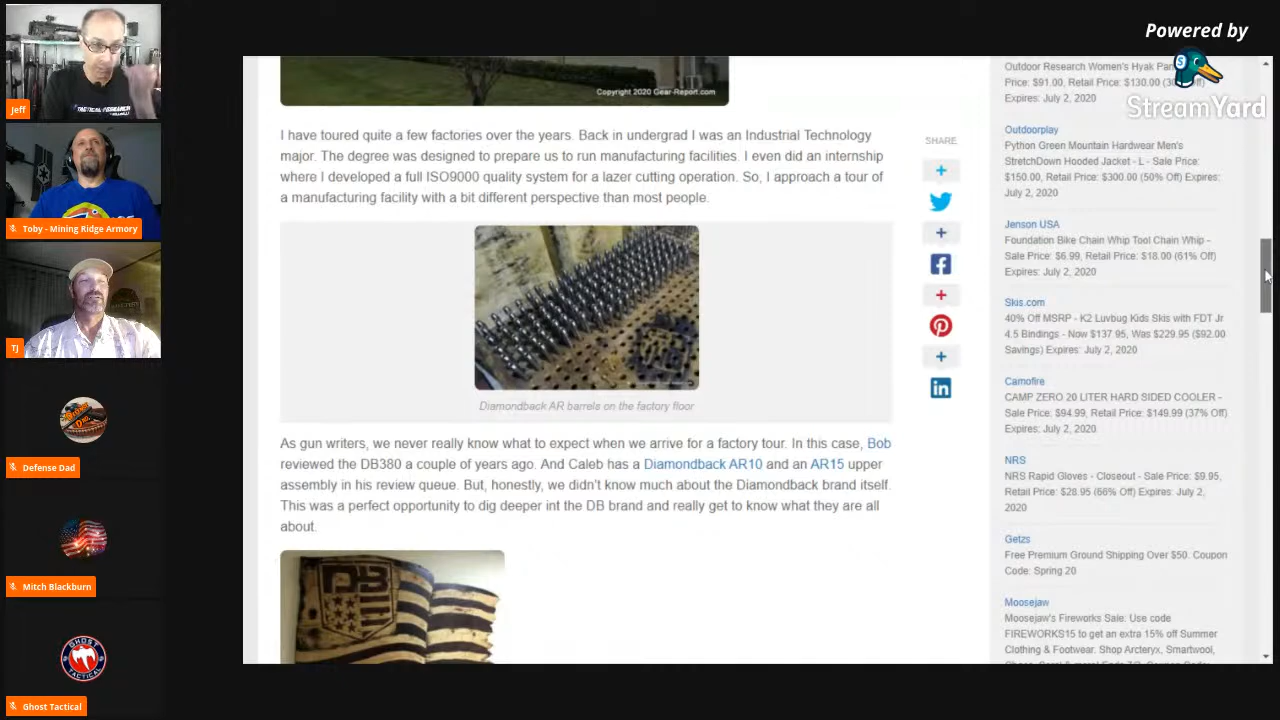 Powered by
StreamYard
Jeff
TACTICAL
Toby - Mining Ridge Armory
TJ
Defense Dad
Mitch Blackburn
GHOST
TACTICAL
Ghost Tactical
Copyright 2020 Gear-Report.com
I have toured quite a few factories over the years. Back in undergrad I was an Industrial Technology
major. The degree was designed to prepare us to run manufacturing facilities. I even did an internship
where I developed a full ISO9000 quality system for a lazer cutting operation. So, I approach a tour of
a manufacturing facility with a bit different perspective than most people.
Diamondback AR barrels on the factory floor
As gun writers, we never really know what to expect when we arrive for a factory tour. In this case, Bob
reviewed the DB380 a couple of years ago. And Caleb has a Diamondback AR10 and an AR15 upper
assembly in his review queue. But, honestly, we didn't know much about the Diamondback brand itself.
This was a perfect opportunity to dig deeper int the DB brand and really get to know what they are all
about.
SHARE
Outdoor Research Women's Hyak
Price: $91.00, Retail Price: $130.00
Expires: July 2, 2020
Outdoorplay
Python Green Mountain Hardwear Men's
StretchDown Hooded Jacket - L - Sale Price:
$150.00, Retail Price: $300.00 (50% Off) Expires:
July 2, 2020
Jenson USA
Foundation Bike Chain Whip Tool Chain Whip -
Sale Price: $6.99, Retail Price: $18.00 (61% Off)
Expires: July 2, 2020
Skis.com
40% Off MSRP - K2 Luvbug Kids Skis with FDT Jr
4.5 Bindings - Now $137.95, Was $229.95 ($92.00
Savings) Expires: July 2, 2020
Camofire
CAMP ZERO 20 LITER HARD SIDED COOLER -
Sale Price: $94.99, Retail Price: $149.99 (37% Off)
Expires: July 2, 2020
NRS
NRS Rapid Gloves - Closeout - Sale Price: $9.95,
Retail Price: $28.95 (66% Off) Expires: July 2,
2020
Getzs
Free Premium Ground Shipping Over $50. Coupon
Code: Spring 20
Moosejaw
Moosejaw's Fireworks Sale: Use code
FIREWORKS15 to get an extra 15% off Summer
Clothing & Footwear. Shop Arcteryx, Smartwool,